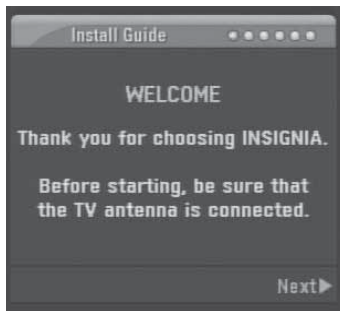 Install Guide
WELCOME
Thank you for choosing INSIGNIA.
Before starting, be sure that
the TV antenna is connected.
Next▶